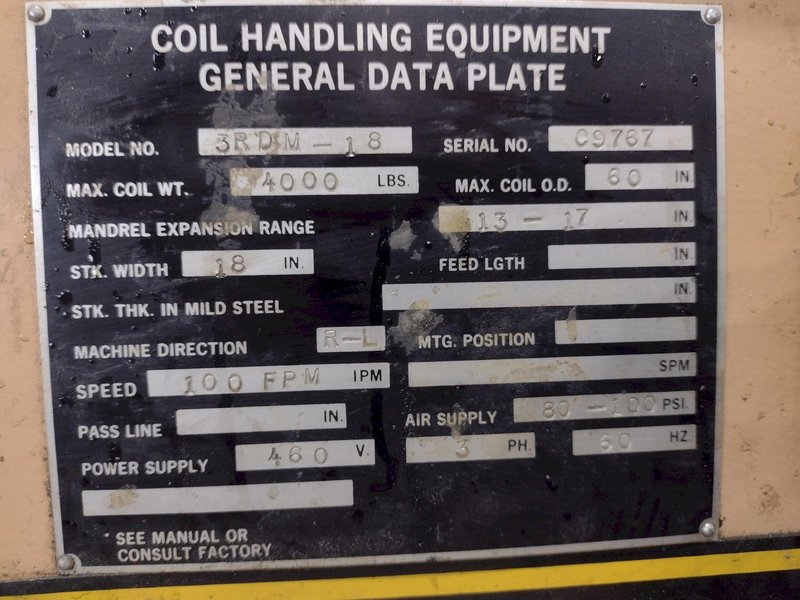 COIL HANDLING EQUIPMENT
GENERAL DATA PLATE
MODEL NO. 3RDM-18 SERIAL NO. C9767
MAX. COIL WT. 4000 LBS. MAX. COIL O.D. 60 IN
MANDREL EXPANSION RANGE 13-17 IN.
STK. WIDTH 18 IN. FEED LGTH IN.
STK. THK. IN MILD STEEL IN.
MACHINE DIRECTION R-L MTG. POSITION
SPEED 100 FPM IPM SPM
PASS LINE IN. AIR SUPPLY 80-100 PSI.
POWER SUPPLY 460 V. 3 PH. 60 HZ.
* SEE MANUAL OR
CONSULT FACTORY